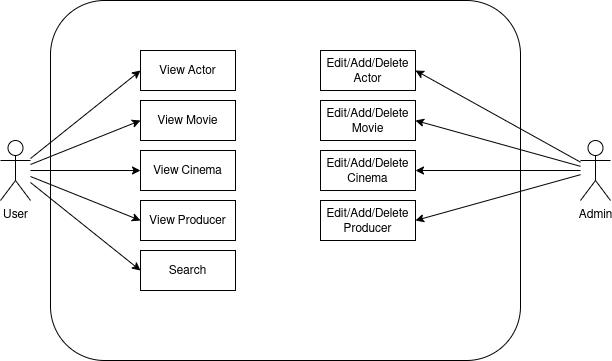 View Actor
View Movie
View Cinema
View Producer
Search
Edit/Add/Delete
Actor
Edit/Add/Delete
Movie
Edit/Add/Delete
Cinema
Edit/Add/Delete
Producer
User
Admin